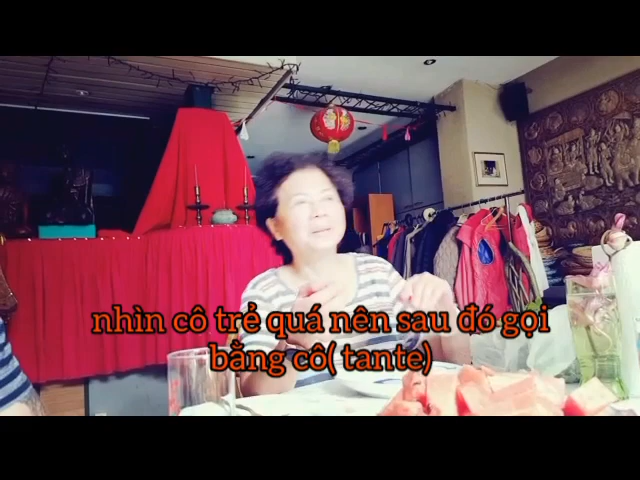 nhìn cô trẻ quá nên sau đó gọi
bằng cô( tante)